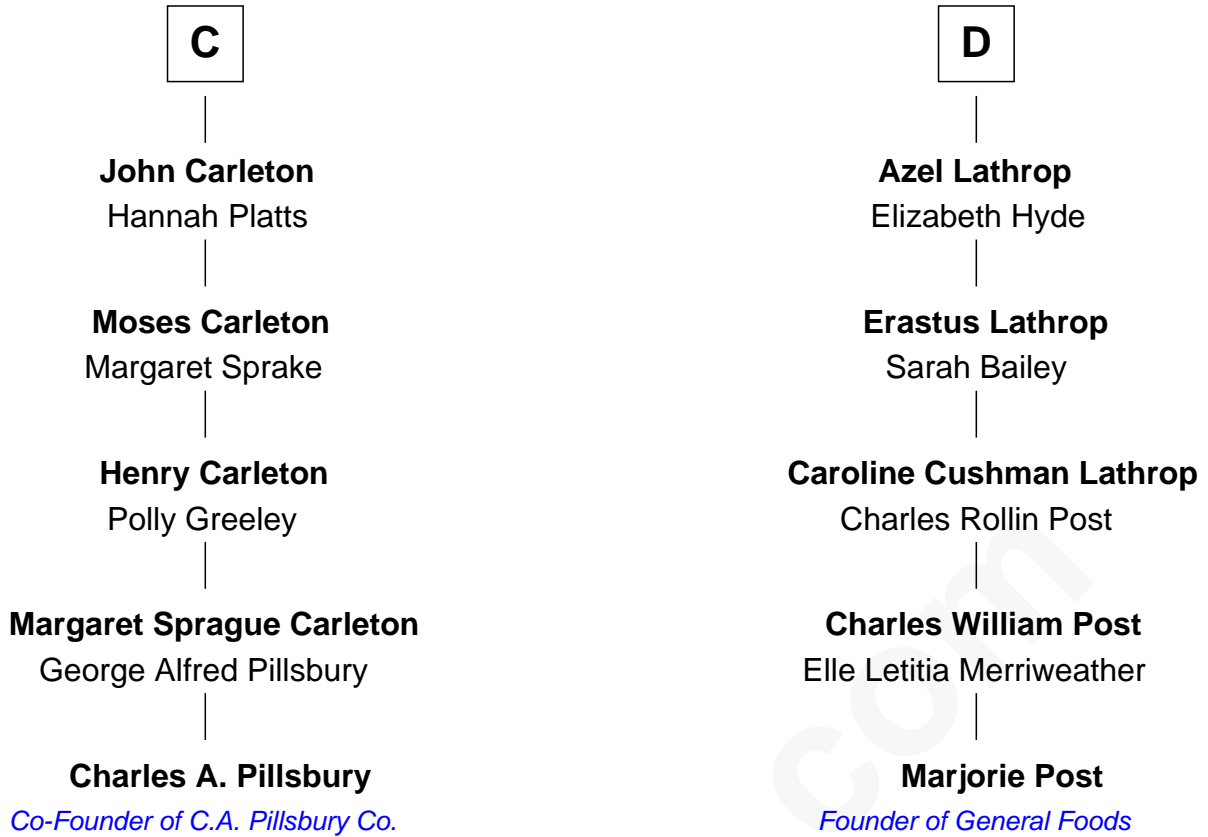 C
John Carleton
Hannah Platts
Moses Carleton
Margaret Sprake
Henry Carleton
Polly Greeley
Margaret Sprague Carleton
George Alfred Pillsbury
Charles A. Pillsbury
Co-Founder of C.A. Pillsbury Co.
D
Azel Lathrop
Elizabeth Hyde
Erastus Lathrop
Sarah Bailey
Caroline Cushman Lathrop
Charles Rollin Post
Charles William Post
Elle Letitia Merriweather
Marjorie Post
Founder of General Foods
com